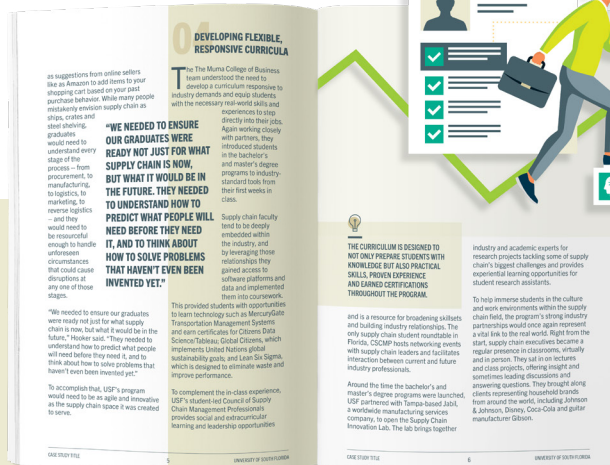 as suggestions from online sellers
like Amazon to add items to your
shopping cart based on your past
purchase behavior. While many people
mistakenly envision supply chain as
ships, crates and
steel shelving,
graduates
would need to
understand every
stage of the
process – from
procurement, to
manufacturing,
to logistics, to
marketing, to
reverse logistics
– and they
would need to
be resourceful
enough to handle
unforeseen
circumstances
that could cause
disruptions at
any one of those
stages.
"We needed to ensure our graduates
were ready not just for what supply
chain is now, but what it would be in the
future," Hooker said. "They needed to
understand how to predict what people
will need before they need it, and to
think about how to solve problems that
haven't even been invented yet."
To accomplish that, USF's program
would need to be as agile and innovative
as the supply chain space it was created
to serve.
"WE NEEDED TO ENSURE
OUR GRADUATES WERE
READY NOT JUST FOR WHAT
SUPPLY CHAIN IS NOW,
BUT WHAT IT WOULD BE IN
THE FUTURE. THEY NEEDED
TO UNDERSTAND HOW TO
PREDICT WHAT PEOPLE WILL
NEED BEFORE THEY NEED
IT, AND TO THINK ABOUT
HOW TO SOLVE PROBLEMS
THAT HAVEN'T EVEN BEEN
INVENTED YET."
04
DEVELOPING FLEXIBLE,
RESPONSIVE CURRICULA
The The Muma College of Business
team understood the need to
develop a curriculum responsive to
industry demands and equip students
with the necessary real-world skills and
experiences to step
directly into their jobs.
Again working closely
with partners, they
introduced students
in the bachelor's
and master's degree
programs to industry-
standard tools from
their first weeks in
class.
Supply chain faculty
tend to be deeply
embedded within
the industry, and
by leveraging those
relationships they
gained access to
software platforms and
data and implemented
them into coursework.
This provided students with opportunities
to learn technology such as MercuryGate
Transportation Management Systems
and earn certificates for Citizens Data
Science/Tableau; Global Citizens, which
implements United Nations global
sustainability goals; and Lean Six Sigma,
which is designed to eliminate waste and
improve performance.
To complement the in-class experience,
USF's student-led Council of Supply
Chain Management Professionals
provides social and extracurricular
learning and leadership opportunities
CASE STUDY TITLE
5
UNIVERSITY OF SOUTH FLORIDA
THE CURRICULUM IS DESIGNED TO
NOT ONLY PREPARE STUDENTS WITH
KNOWLEDGE BUT ALSO PRACTICAL
SKILLS, PROVEN EXPERIENCE
AND EARNED CERTIFICATIONS
THROUGHOUT THE PROGRAM.
and is a resource for broadening skillsets
and building industry relationships. The
only supply chain student roundtable in
Florida, CSCMP hosts networking events
with supply chain leaders and facilitates
interaction between current and future
industry professionals.
Around the time the bachelor's and
master's degree programs were launched,
USF partnered with Tampa-based Jabil,
a worldwide manufacturing services
company, to open the Supply Chain
Innovation Lab. The lab brings together
industry and academic experts for
research projects tackling some of supply
chain's biggest challenges and provides
experiential learning opportunities for
student research assistants.
To help immerse students in the culture
and work environments within the supply
chain field, the program's strong industry
partnerships would once again represent
a vital link to the real world. Right from the
start, supply chain executives became a
regular presence in classrooms, virtually
and in person. They sat in on lectures
and class projects, offering insight and
sometimes leading discussions and
answering questions. They brought along
clients representing household brands
from around the world, including Johnson
& Johnson, Disney, Coca-Cola and guitar
manufacturer Gibson.
CASE STUDY TITLE
6
UNIVERSITY OF SOUTH FLORIDA